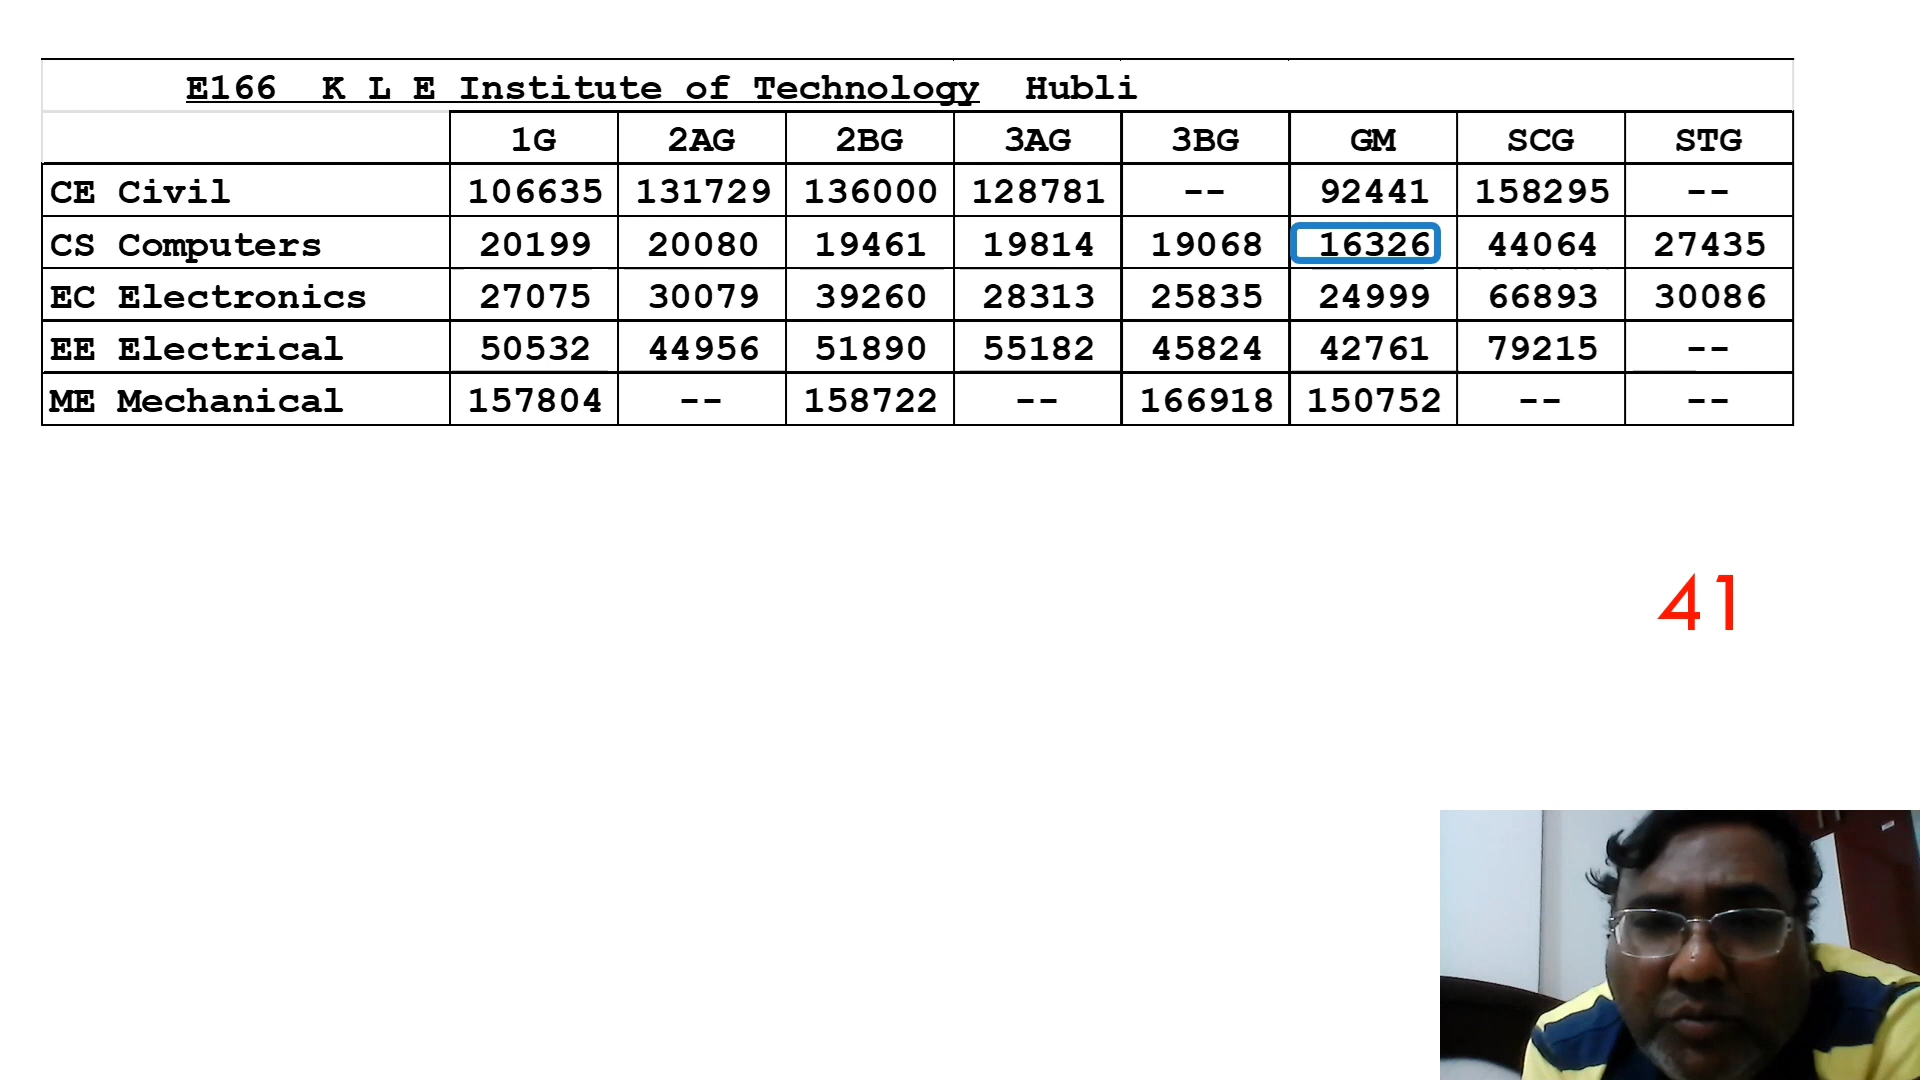 E166 K L E Institute of Technology Hubli
1G 2AG 2BG 3AG 3BG GM SCG STG
CE Civil 106635 131729 136000 128781 -- 92441 158295 --
CS Computers 20199 20080 19461 19814 19068 16326 44064 27435
EC Electronics 27075 30079 39260 28313 25835 24999 66893 30086
EE Electrical 50532 44956 51890 55182 45824 42761 79215 --
ME Mechanical 157804 -- 158722 -- 166918 150752 -- --
41